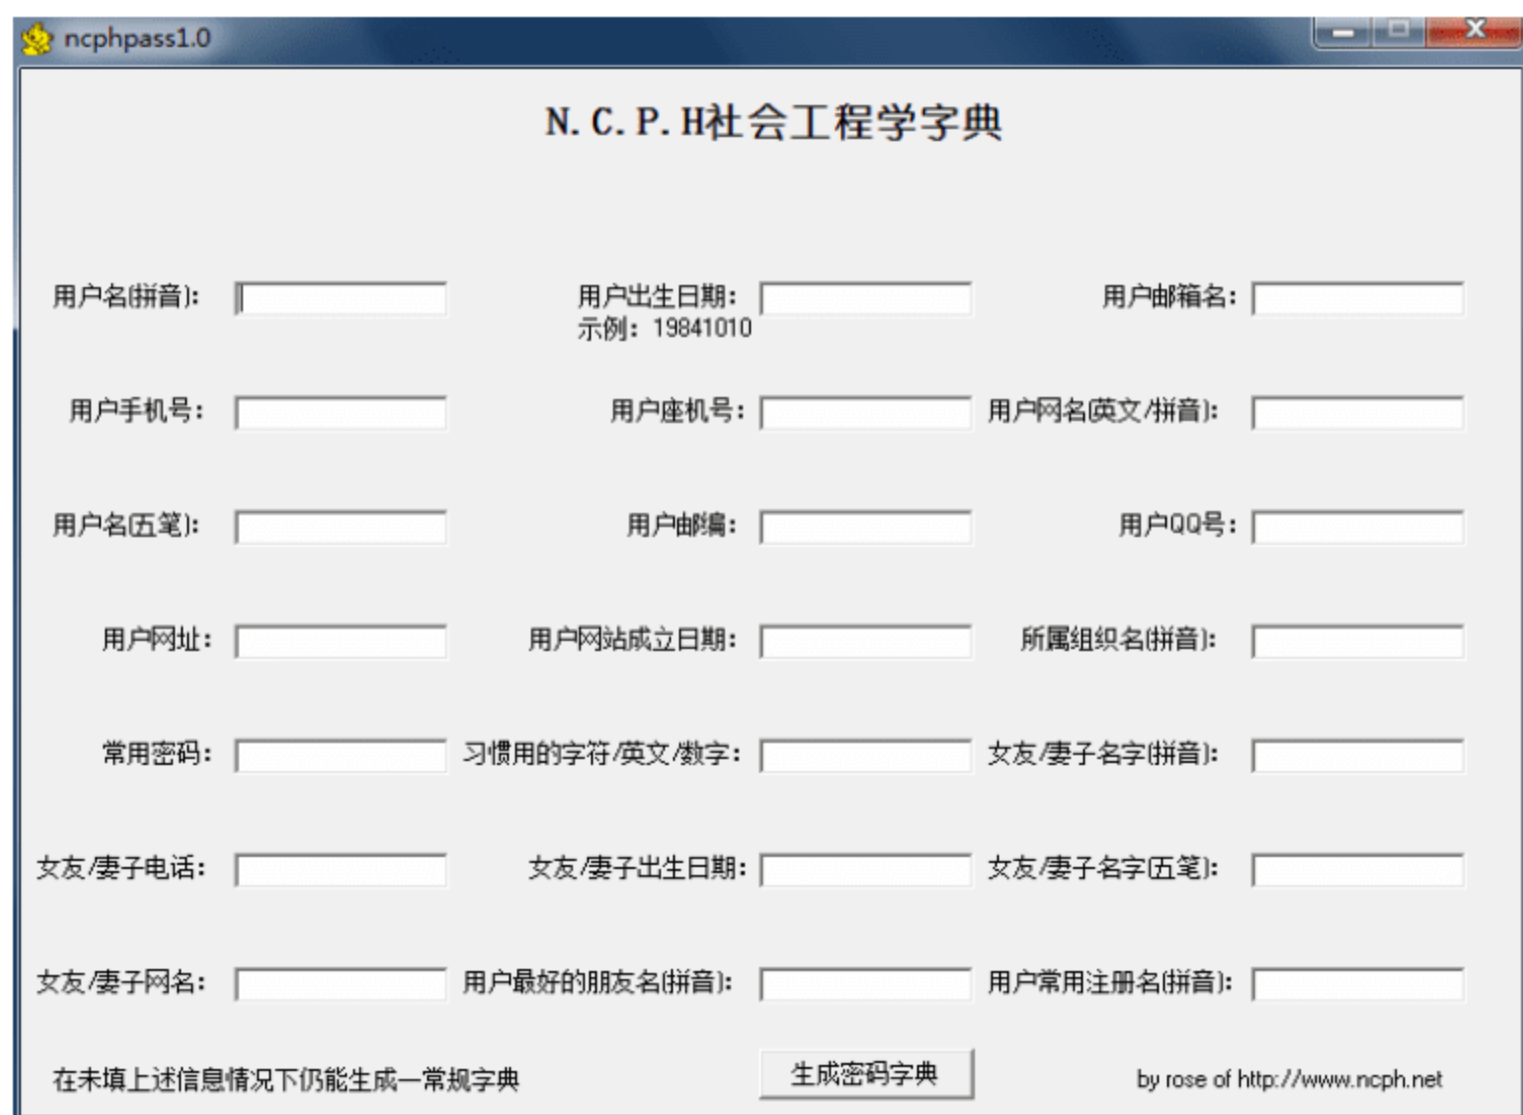 ncphpass1.0
N.C.P.H社会工程学字典
用户名(拼音): 用户出生日期: 用户邮箱名:
示例: 19841010
用户手机号: 用户座机号: 用户网名(英文/拼音):
用户名(五笔): 用户邮编: 用户QQ号:
用户网址: 用户网站成立日期: 所属组织名(拼音):
常用密码: 习惯用的字符/英文/数字: 女友/妻子名字(拼音):
女友/妻子电话: 女友/妻子出生日期: 女友/妻子名字(五笔):
女友/妻子网名: 用户最好的朋友名(拼音): 用户常用注册名(拼音):
在未填上述信息情况下仍能生成一常规字典 生成密码字典 by rose of http://www.ncph.net